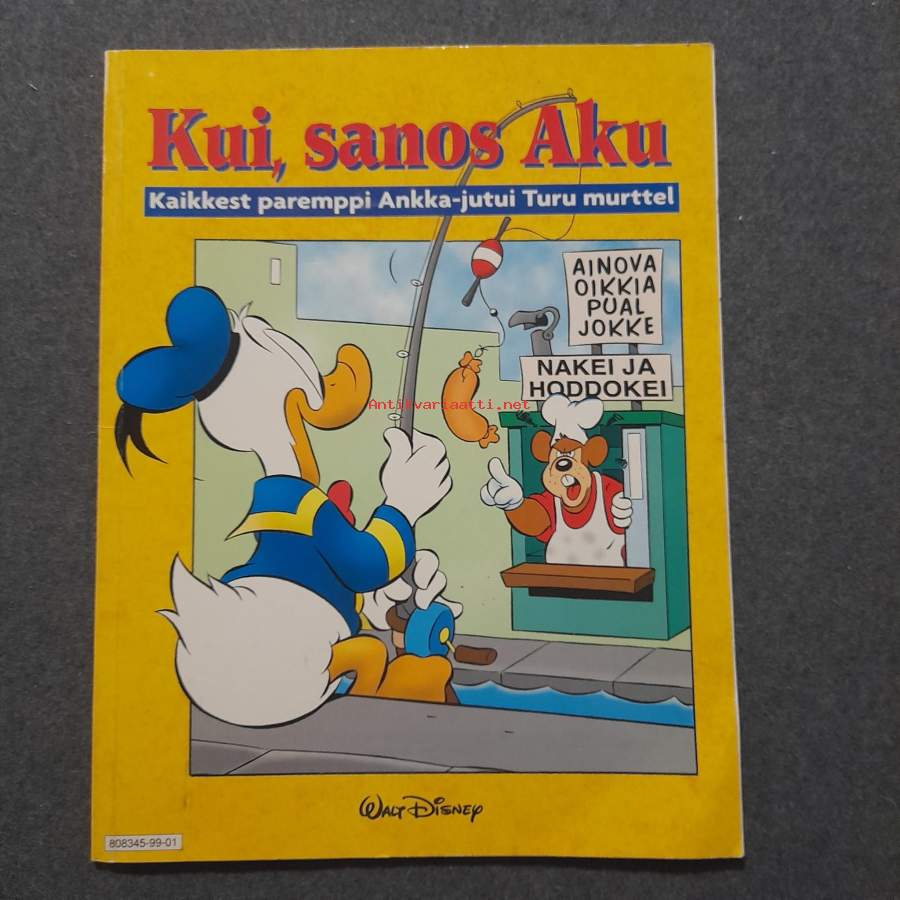 Kui, sanos Aku
Kaikkest paremppi Ankka-jutui Turu murttel
AINOVA
OIKKIA
PUAL
JOKKE
NAKEI JA
HODDOKEI
Antikvariaatti.net
WALT DISNEY
808345-99-01